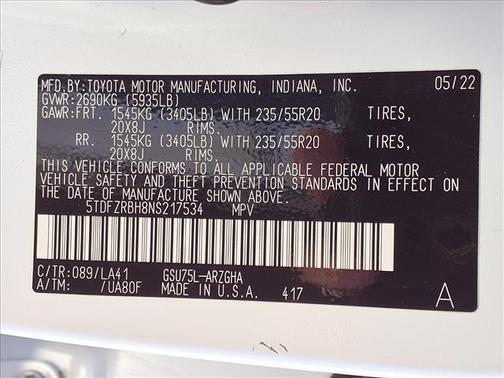 MFD.BY:TOYOTA MOTOR MANUFACTURING, INDIANA, INC. 05/22
GVWR:2690KG (5935LB)
GAWR:FRT. 1545KG (3405LB) WITH 235/55R20 TIRES,
20X8J RIMS.
RR. 1545KG (3405LB) WITH 235/55R20 TIRES,
20X8J RIMS.
THIS VEHICLE CONFORMS TO ALL APPLICABLE FEDERAL MOTOR
VEHICLE SAFETY AND THEFT PREVENTION STANDARDS IN EFFECT ON
THE DATE OF MANUFACTURE SHOWN ABOVE.
5TDFZRBH8NS217534 MPV
C/TR:089/LA41 GSU75L-ARZGHA
A/TM: /UA80F MADE IN U.S.A. 417 A